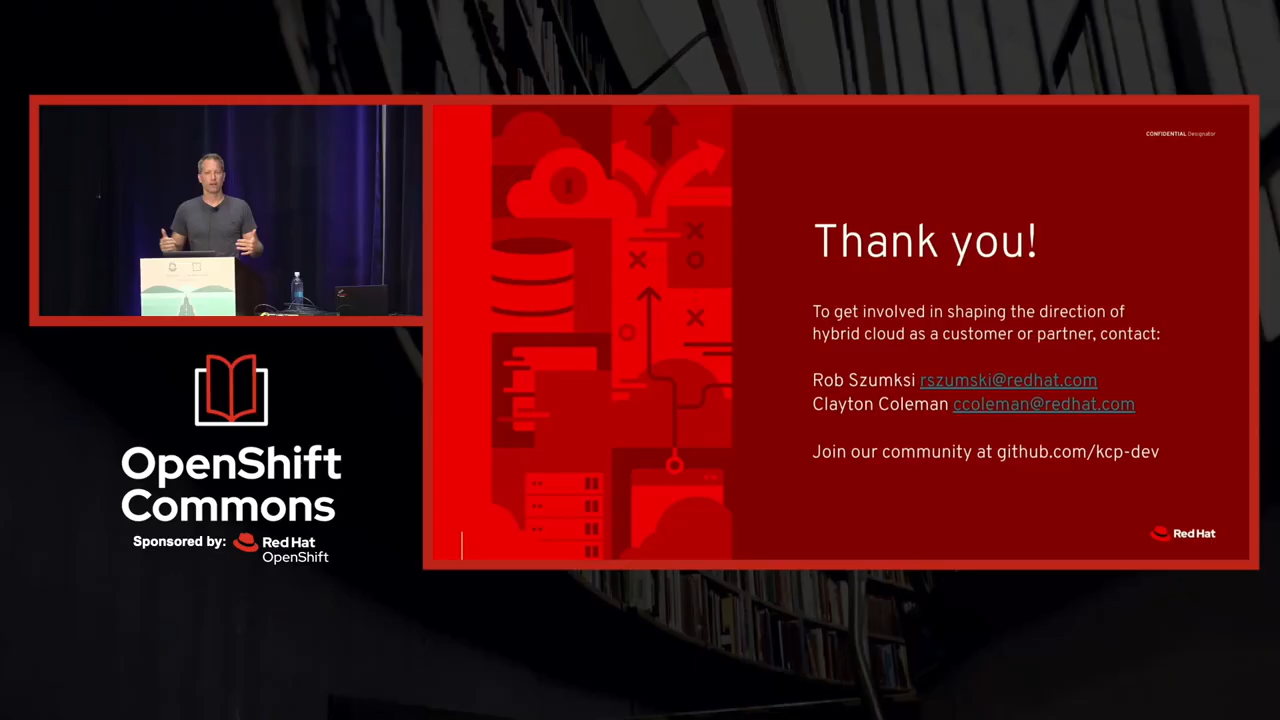 CONFIDENTIAL Designator
Thank you!
To get involved in shaping the direction of
hybrid cloud as a customer or partner, contact:
Rob Szumksi rszumski@redhat.com
Clayton Coleman ccoleman@redhat.com
Join our community at github.com/kcp-dev
Red Hat
OpenShift
Commons
Sponsored by: Red Hat
OpenShift